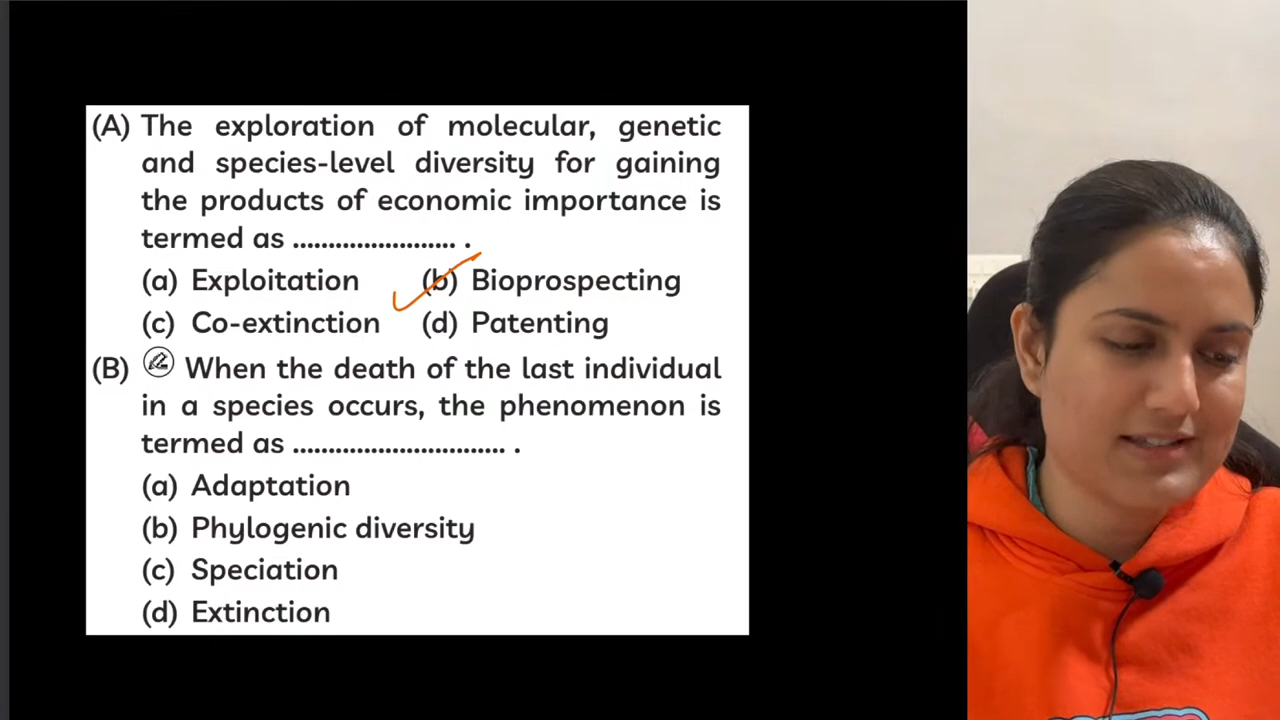 (A) The exploration of molecular, genetic
and species-level diversity for gaining
the products of economic importance is
termed as ....................... .
(a) Exploitation (b) Bioprospecting
(c) Co-extinction (d) Patenting
(B) When the death of the last individual
in a species occurs, the phenomenon is
termed as .............................. .
(a) Adaptation
(b) Phylogenic diversity
(c) Speciation
(d) Extinction